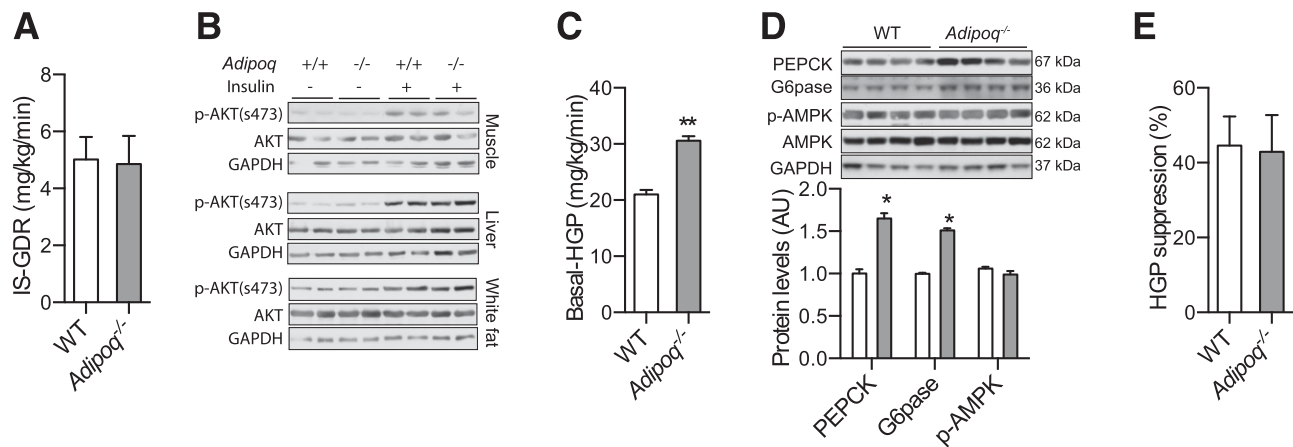 A
IS-GDR (mg/kg/min)
8
6
4
2
0
WT
Adipoq-/-
B
Adipoq +/+ -/- +/+ -/-
Insulin - - + +
p-AKT(s473)
AKT
GAPDH
Muscle
p-AKT(s473)
AKT
GAPDH
Liver
p-AKT(s473)
AKT
GAPDH
White fat
C
Basal-HGP (mg/kg/min)
40
30
20
10
0
**
WT
Adipoq-/-
D
WT Adipoq-/-
PEPCK 67 kDa
G6pase 36 kDa
p-AMPK 62 kDa
AMPK 62 kDa
GAPDH 37 kDa
Protein levels (AU)
2.0
1.5
1.0
0.5
0.0
*
*
PEPCK
G6pase
p-AMPK
E
HGP suppression (%)
60
40
20
0
WT
Adipoq-/-